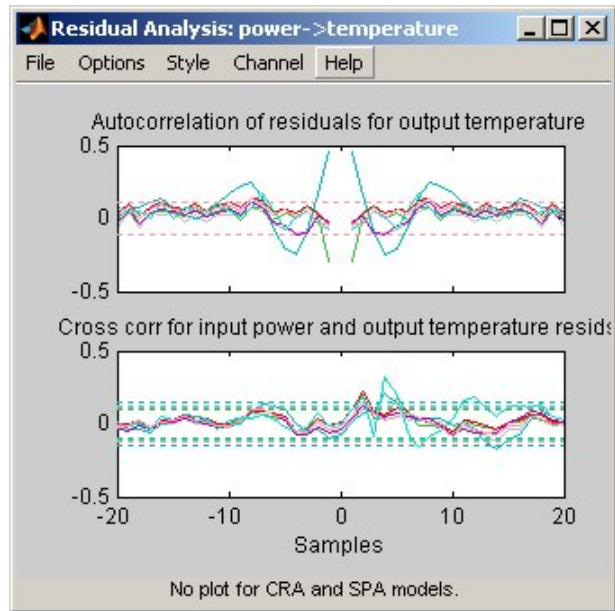 Residual Analysis: power->temperature
File Options Style Channel Help
Autocorrelation of residuals for output temperature
0.5
0
-0.5
Cross corr for input power and output temperature resids
0.5
0
-0.5
-20 -10 0 10 20
Samples
No plot for CRA and SPA models.